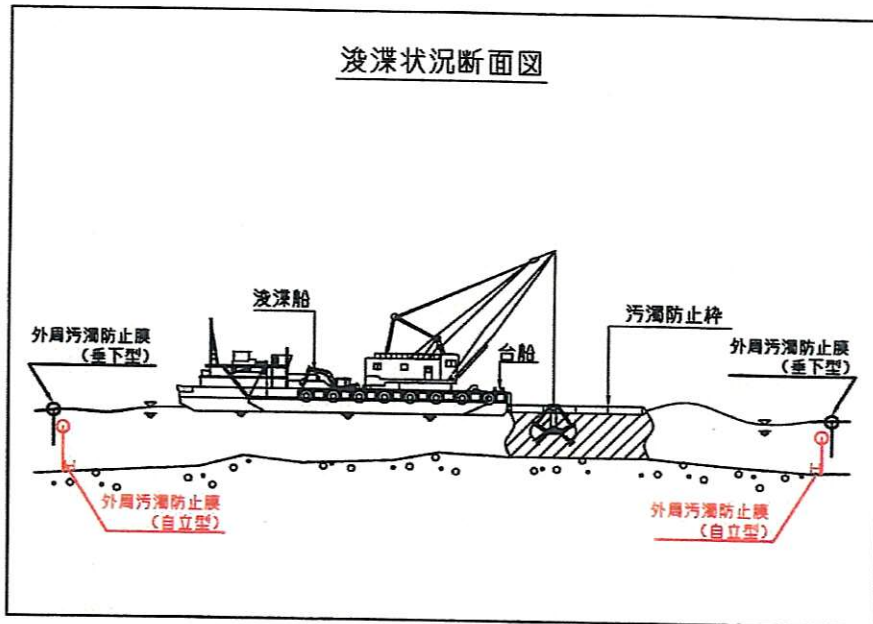 浚渫状況断面図
浚渫船
汚濁防止枠
外周汚濁防止膜
(垂下型)
台船
外周汚濁防止膜
(垂下型)
外周汚濁防止膜
(自立型)
外周汚濁防止膜
(自立型)